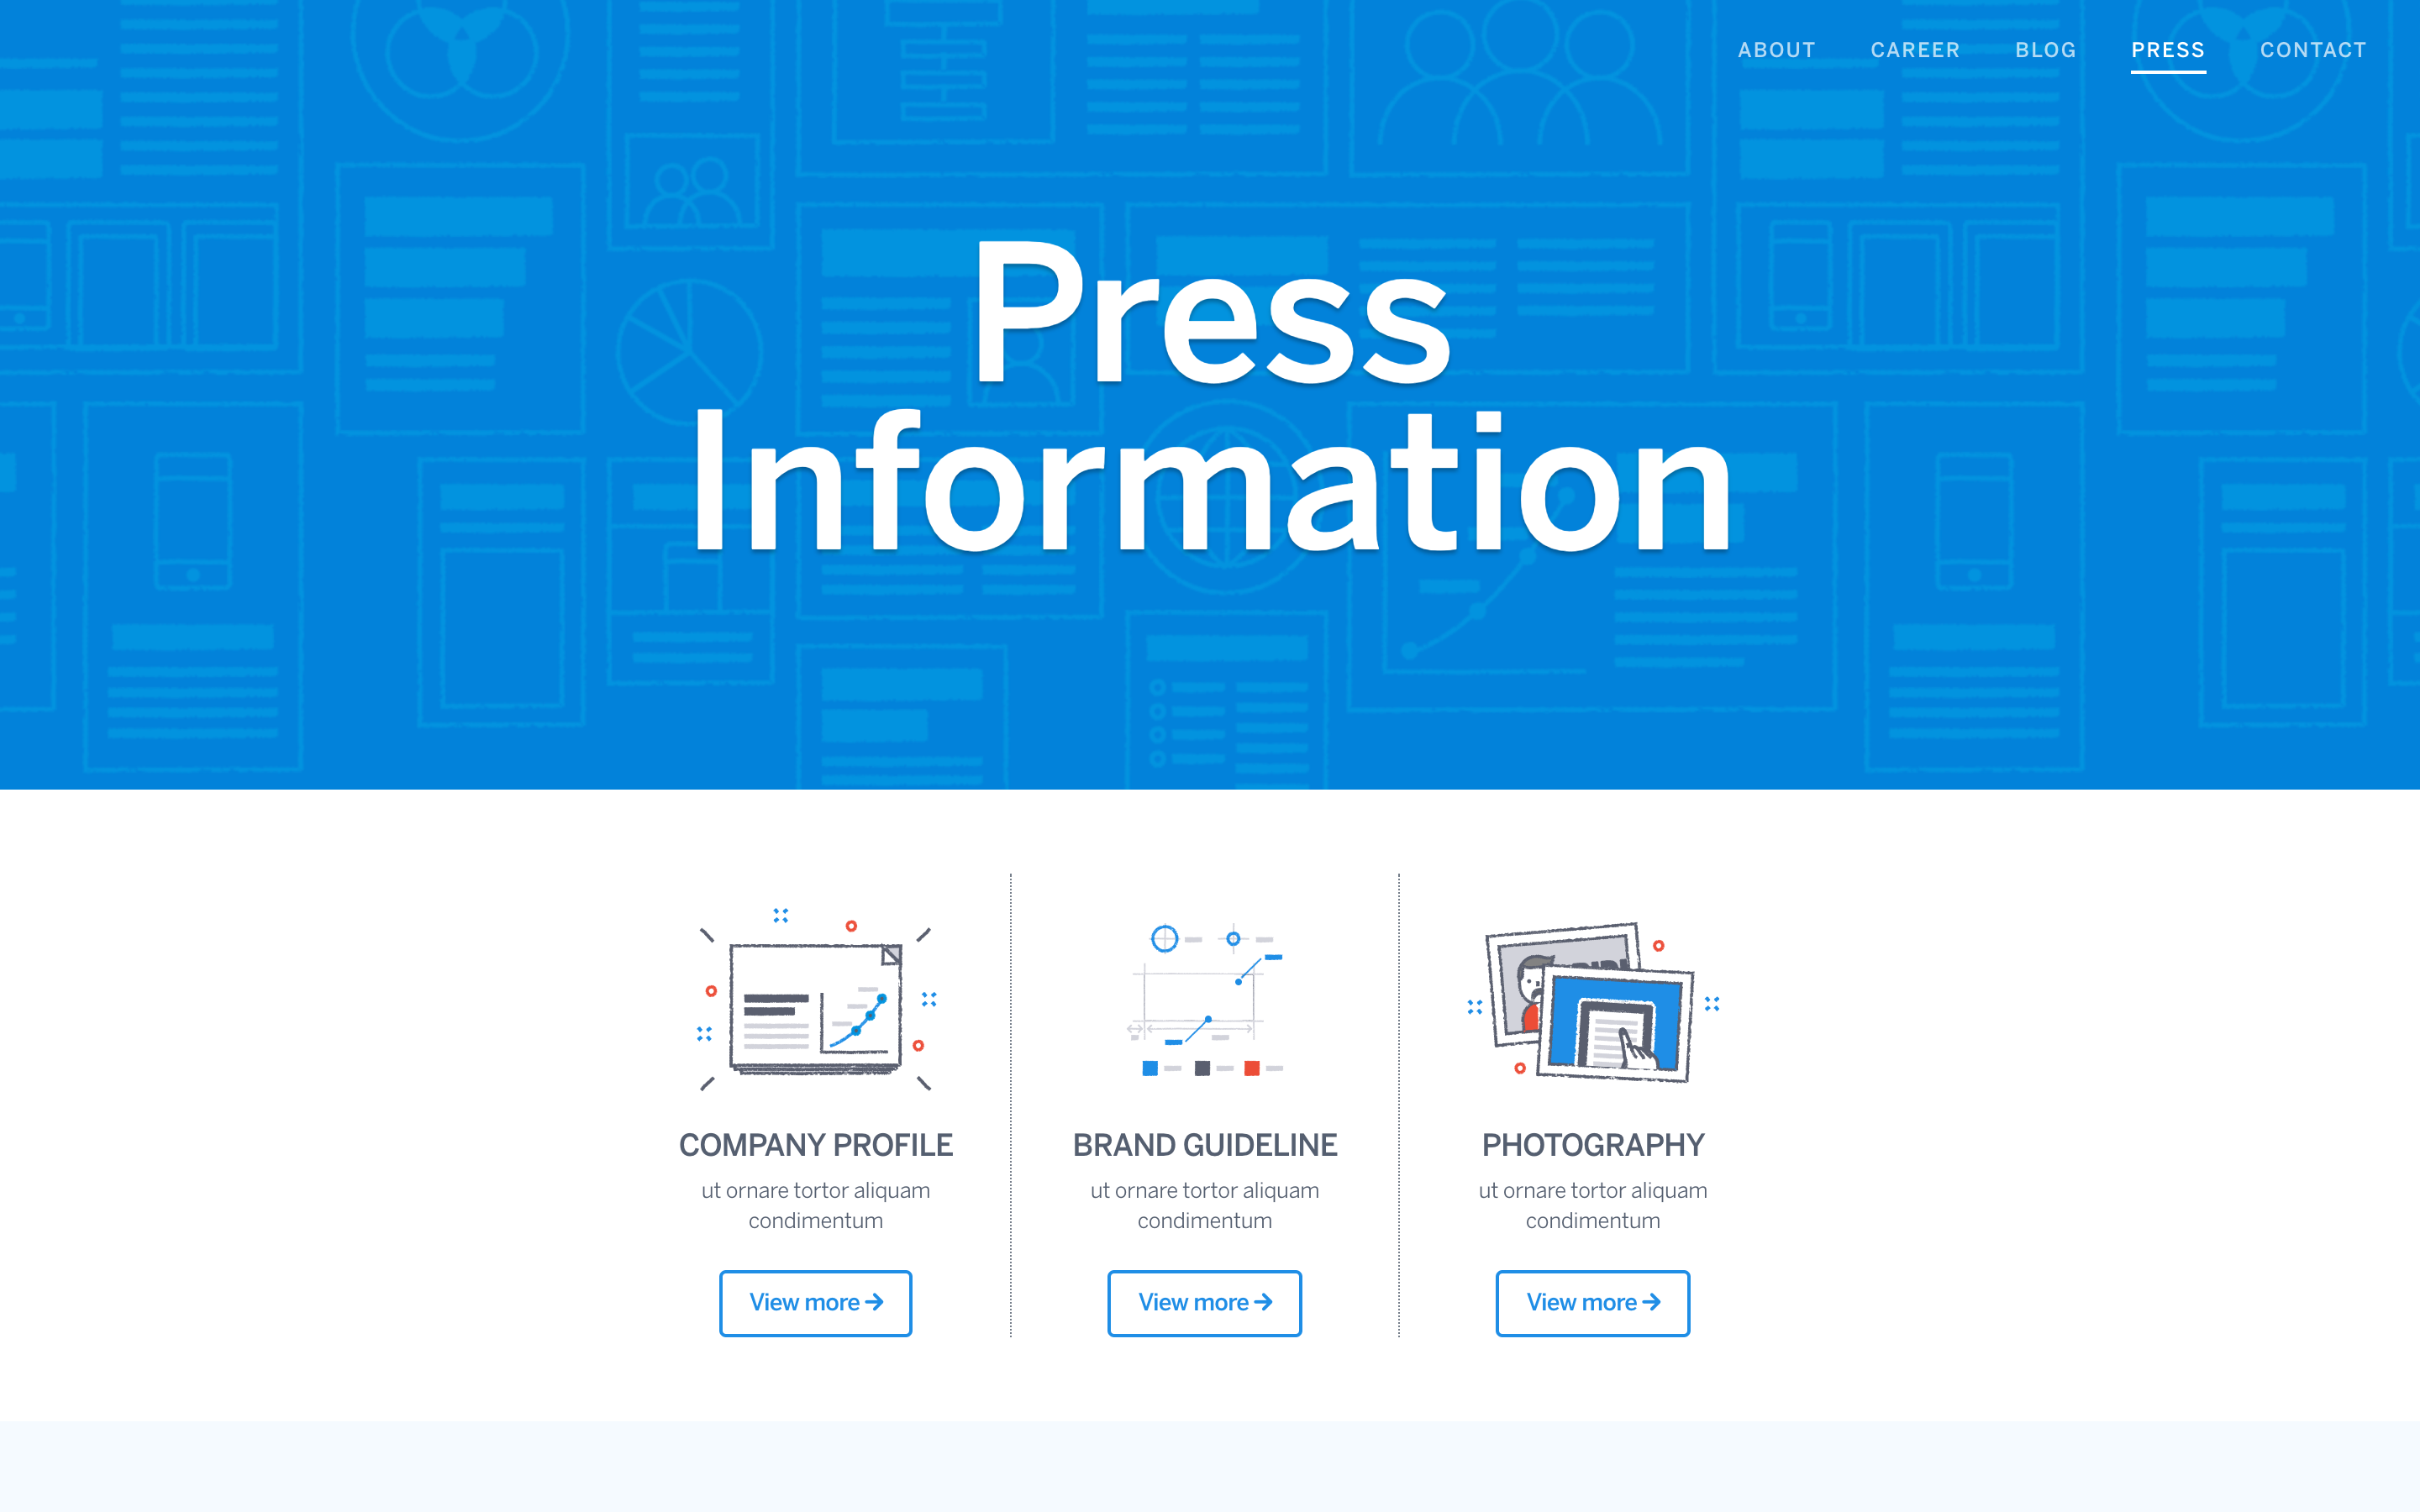 ABOUT CAREER BLOG PRESS CONTACT
Press
Information
COMPANY PROFILE
ut ornare tortor aliquam
condimentum
View more →
BRAND GUIDELINE
ut ornare tortor aliquam
condimentum
View more →
PHOTOGRAPHY
ut ornare tortor aliquam
condimentum
View more →